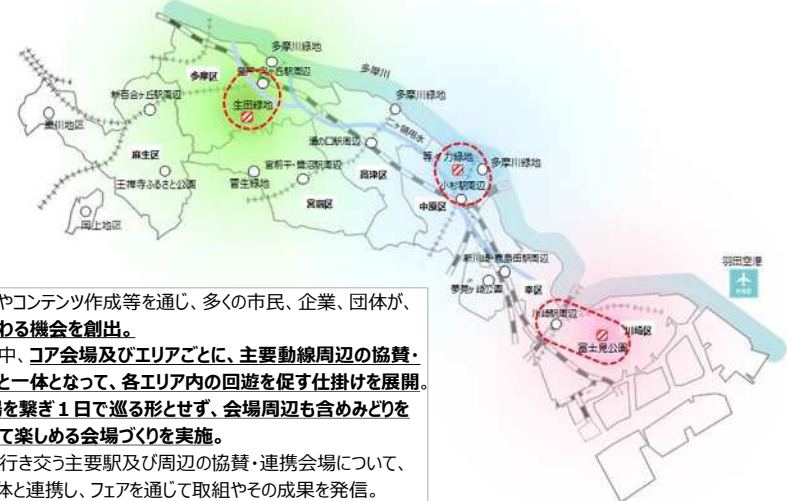 多摩川緑地
多摩区
多摩川
新百合ヶ丘駅周辺
生田緑地
多摩川緑地
黒川地区
二ヶ領用水
溝の口駅周辺
等々力緑地
麻生区
宮前平・鷺沼駅周辺
高津区
多摩川緑地
王禅寺ふるさと公園
菅生緑地
小杉駅周辺
宮前区
中原区
岡上地区
新川崎・鹿島田駅周辺
羽田空港
夢見ヶ崎公園
幸区
川崎駅周辺
川崎区
富士見公園
やコンテンツ作成等を通じ、多くの市民、企業、団体が、
わる機会を創出。
中、コア会場及びエリアごとに、主要動線周辺の協賛・
と一体となって、各エリア内の回遊を促す仕掛けを展開。
を繋ぎ1日で巡る形とせず、会場周辺も含めみどりを
て楽しめる会場づくりを実施。
行き交う主要駅及び周辺の協賛・連携会場について、
体と連携し、フェアを通じて取組やその成果を発信。